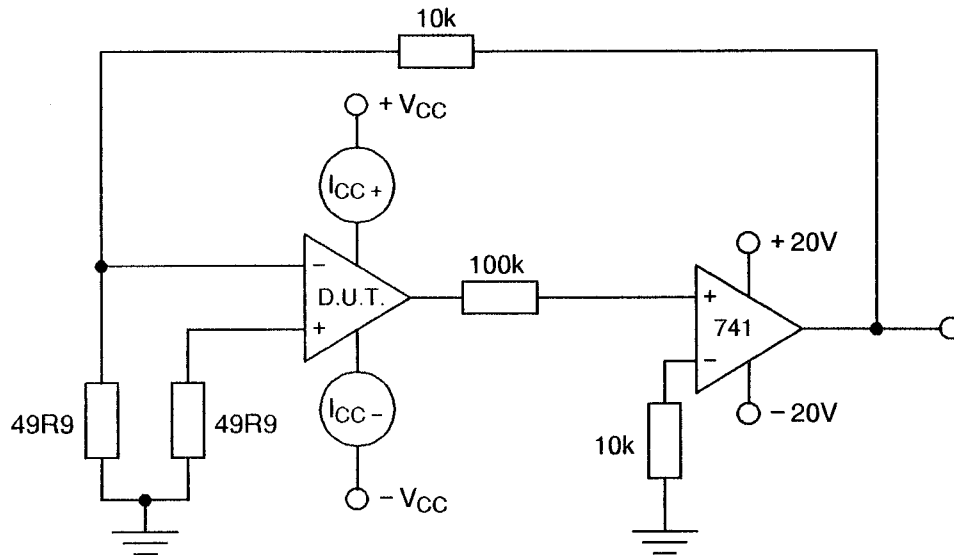 10k
+ VCC
ICC +
−
D.U.T.
+
100k
+ 20V
+
741
−
− 20V
49R9
49R9
ICC −
10k
− VCC